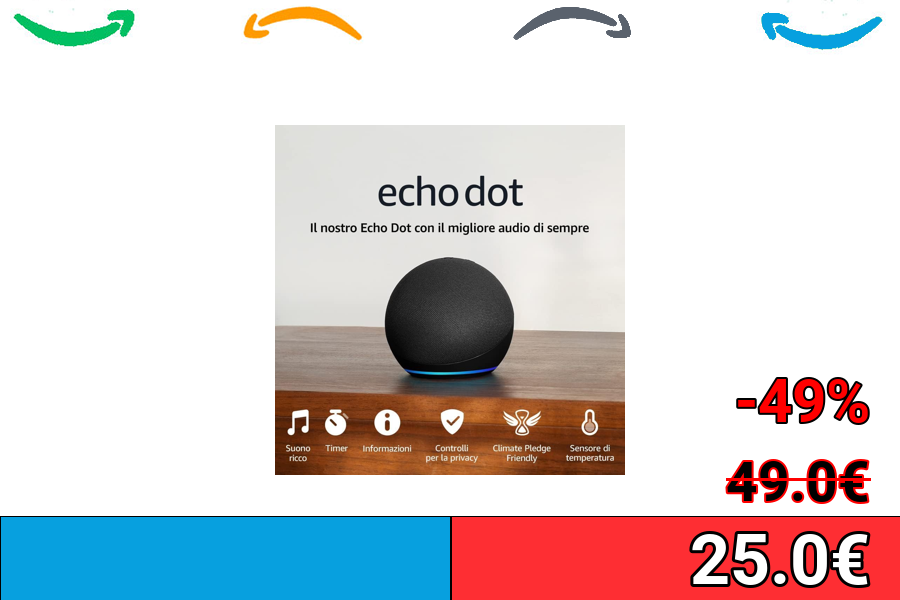 echo dot
Il nostro Echo Dot con il migliore audio di sempre
Suono
ricco
Timer
Informazioni
Controlli
per la privacy
Climate Pledge
Friendly
Sensore di
temperatura
-49%
49.0€
25.0€